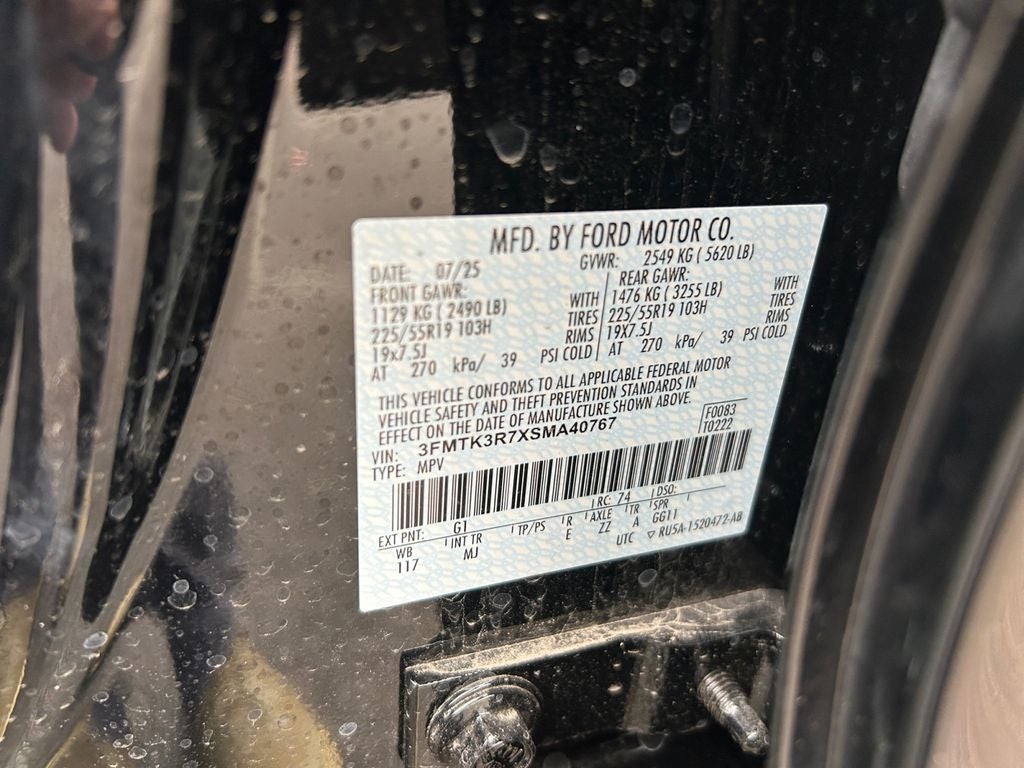 MFD. BY FORD MOTOR CO.
DATE: 07/25 GVWR: 2549 KG ( 5620 LB)
FRONT GAWR: REAR GAWR:
1129 KG ( 2490 LB) WITH 1476 KG ( 3255 LB) WITH
225/55R19 103H TIRES 225/55R19 103H TIRES
19x7.5J RIMS 19X7.5J RIMS
AT 270 kPa/ 39 PSI COLD AT 270 kPa/ 39 PSI COLD
THIS VEHICLE CONFORMS TO ALL APPLICABLE FEDERAL MOTOR
VEHICLE SAFETY AND THEFT PREVENTION STANDARDS IN
EFFECT ON THE DATE OF MANUFACTURE SHOWN ABOVE.
F0083
VIN: 3FMTK3R7XSMA40767 T0222
TYPE: MPV
EXT PNT: G1 RC: 74 DSO:
WB INT TR TP/PS R AXLE TR SPR
117 MJ E ZZ A GG11
UTC ▽ RU5A-1520472-AB